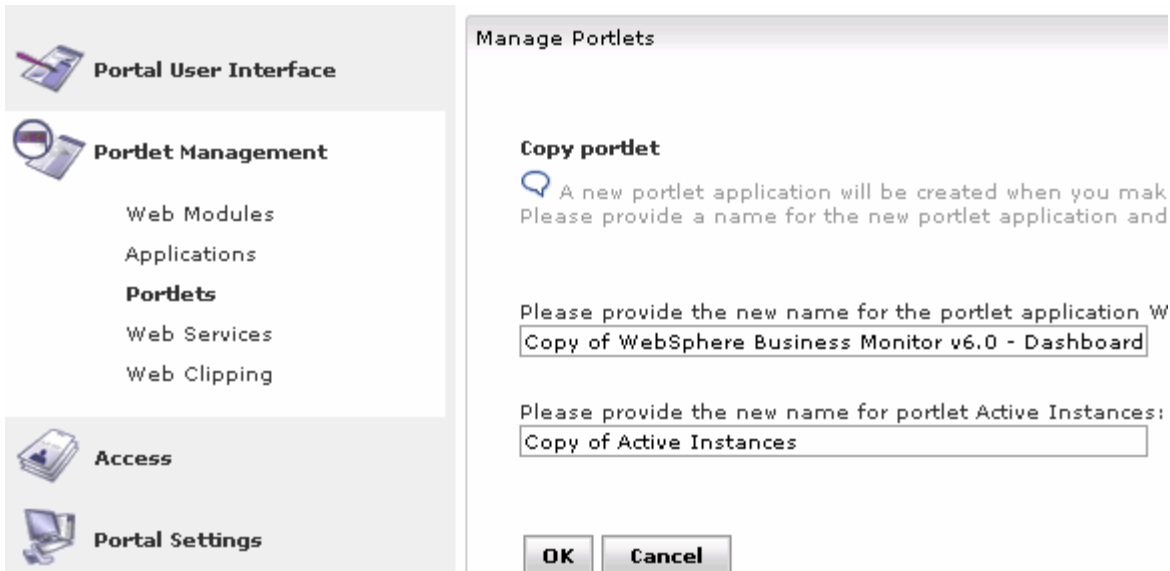 Portal User Interface
Portlet Management
Web Modules
Applications
Portlets
Web Services
Web Clipping
Access
Portal Settings
Manage Portlets
Copy portlet
A new portlet application will be created when you mak
Please provide a name for the new portlet application and
Please provide the new name for the portlet application W
Copy of WebSphere Business Monitor v6.0 - Dashboard
Please provide the new name for portlet Active Instances:
Copy of Active Instances
OK Cancel